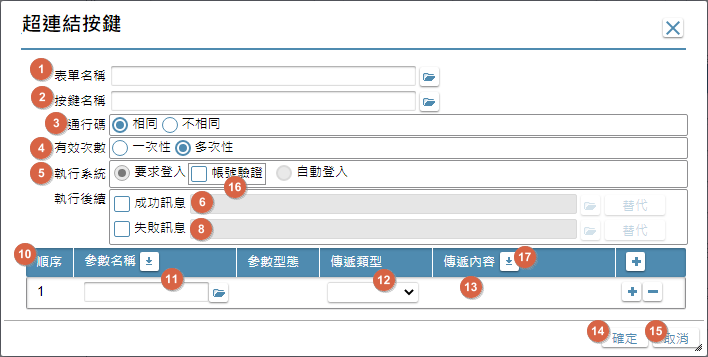 超連結按鍵
1 表單名稱
2 按鍵名稱
3 通行碼 相同 不相同
4 有效次數 一次性 多次性
5 執行系統 要求登入 帳號驗證 自動登入
16
執行後續 成功訊息 6 替代
失敗訊息 8 替代
10 順序 參數名稱 參數型態 傳遞類型 傳遞內容 17
1 11 12 13
14 確定 15 取消